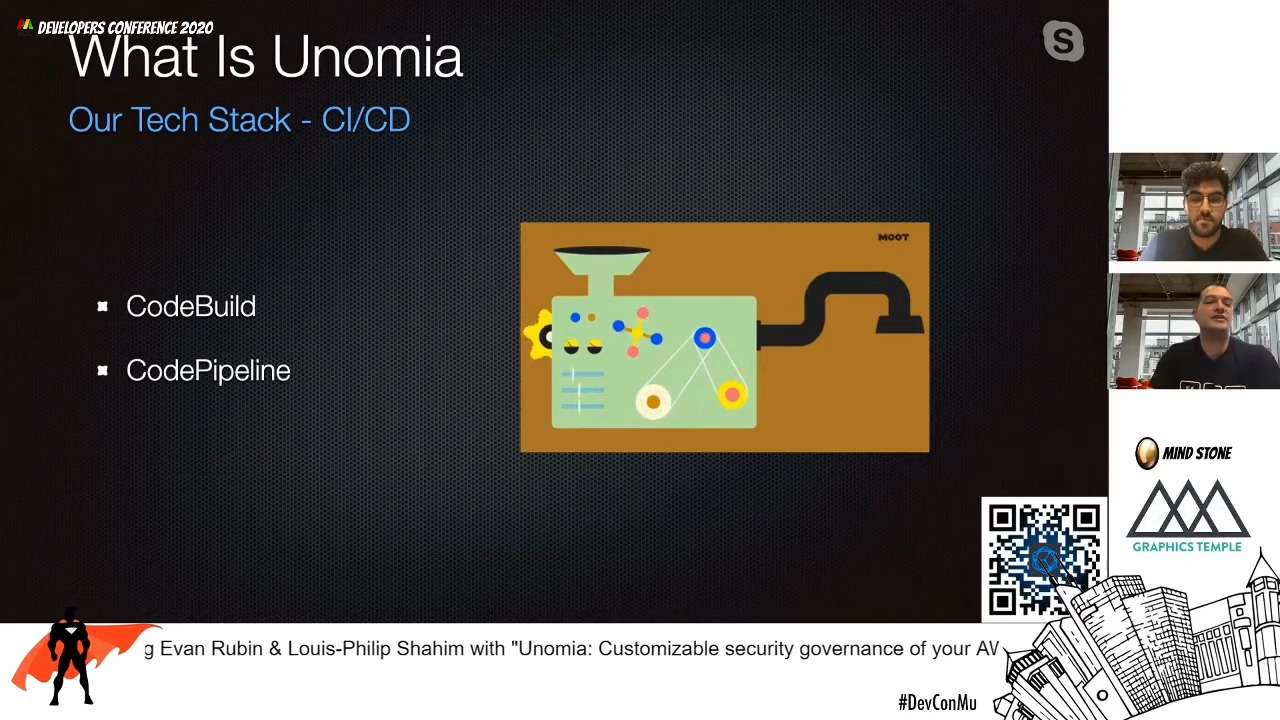 DEVELOPERS CONFERENCE 2020
What Is Unomia
Our Tech Stack - CI/CD
S
MOOT
CodeBuild
CodePipeline
MIND STONE
GRAPHICS TEMPLE
g Evan Rubin & Louis-Philip Shahim with "Unomia: Customizable security governance of your AW
#DevConMu